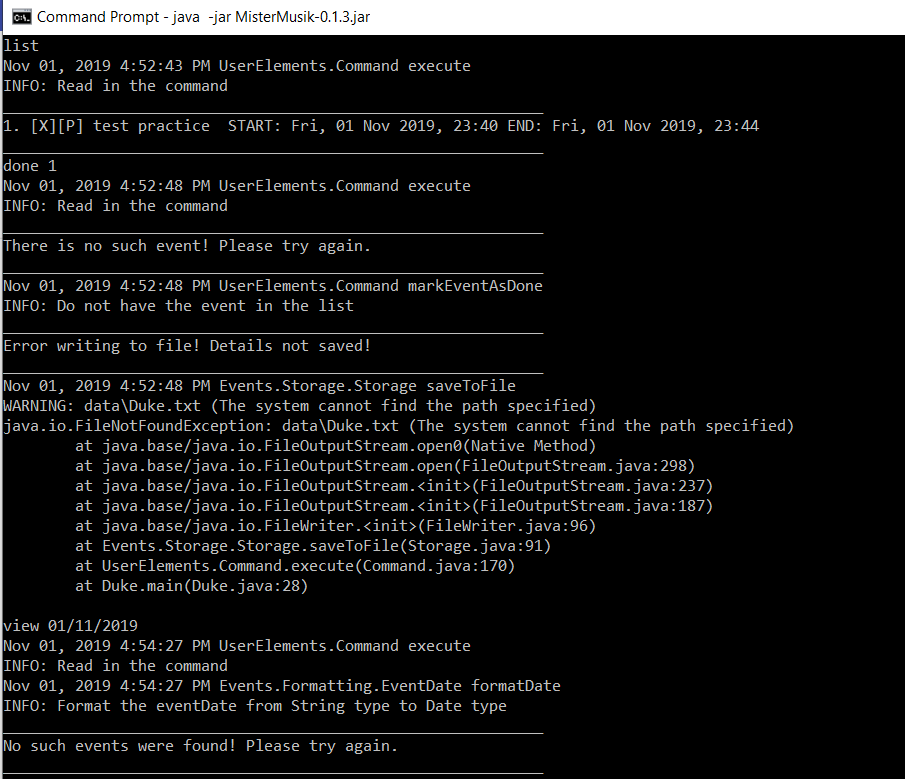 Command Prompt - java  -jar MisterMusik-0.1.3.jar
list
Nov 01, 2019 4:52:43 PM UserElements.Command execute
INFO: Read in the command
____________________________________________________________
1. [X][P] test practice  START: Fri, 01 Nov 2019, 23:40 END: Fri, 01 Nov 2019, 23:44
____________________________________________________________
done 1
Nov 01, 2019 4:52:48 PM UserElements.Command execute
INFO: Read in the command
____________________________________________________________
There is no such event! Please try again.
____________________________________________________________
Nov 01, 2019 4:52:48 PM UserElements.Command markEventAsDone
INFO: Do not have the event in the list
____________________________________________________________
Error writing to file! Details not saved!
____________________________________________________________
Nov 01, 2019 4:52:48 PM Events.Storage.Storage saveToFile
WARNING: data\Duke.txt (The system cannot find the path specified)
java.io.FileNotFoundException: data\Duke.txt (The system cannot find the path specified)
        at java.base/java.io.FileOutputStream.open0(Native Method)
        at java.base/java.io.FileOutputStream.open(FileOutputStream.java:298)
        at java.base/java.io.FileOutputStream.<init>(FileOutputStream.java:237)
        at java.base/java.io.FileOutputStream.<init>(FileOutputStream.java:187)
        at java.base/java.io.FileWriter.<init>(FileWriter.java:96)
        at Events.Storage.Storage.saveToFile(Storage.java:91)
        at UserElements.Command.execute(Command.java:170)
        at Duke.main(Duke.java:28)

view 01/11/2019
Nov 01, 2019 4:54:27 PM UserElements.Command execute
INFO: Read in the command
Nov 01, 2019 4:54:27 PM Events.Formatting.EventDate formatDate
INFO: Format the eventDate from String type to Date type
____________________________________________________________
No such events were found! Please try again.
____________________________________________________________